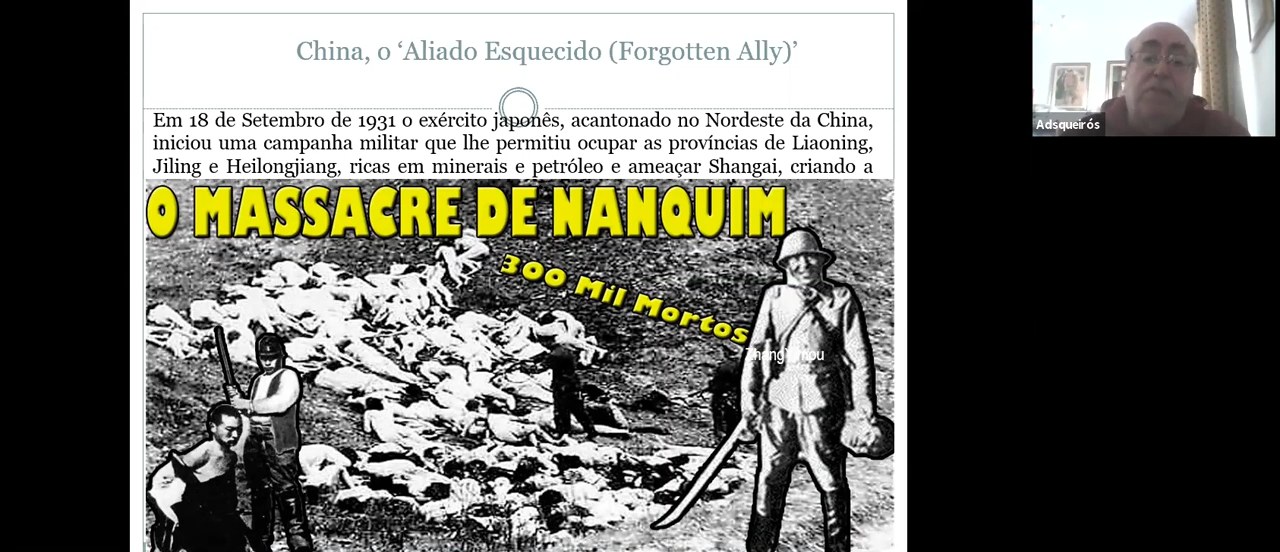 China, o ‘Aliado Esquecido (Forgotten Ally)’
Em 18 de Setembro de 1931 o exército japonês, acantonado no Nordeste da China,
iniciou uma campanha militar que lhe permitiu ocupar as províncias de Liaoning,
Jiling e Heilongjiang, ricas em minerais e petróleo e ameaçar Shangai, criando a
O MASSACRE DE NANQUIM
300 Mil Mortos
Adsqueirós